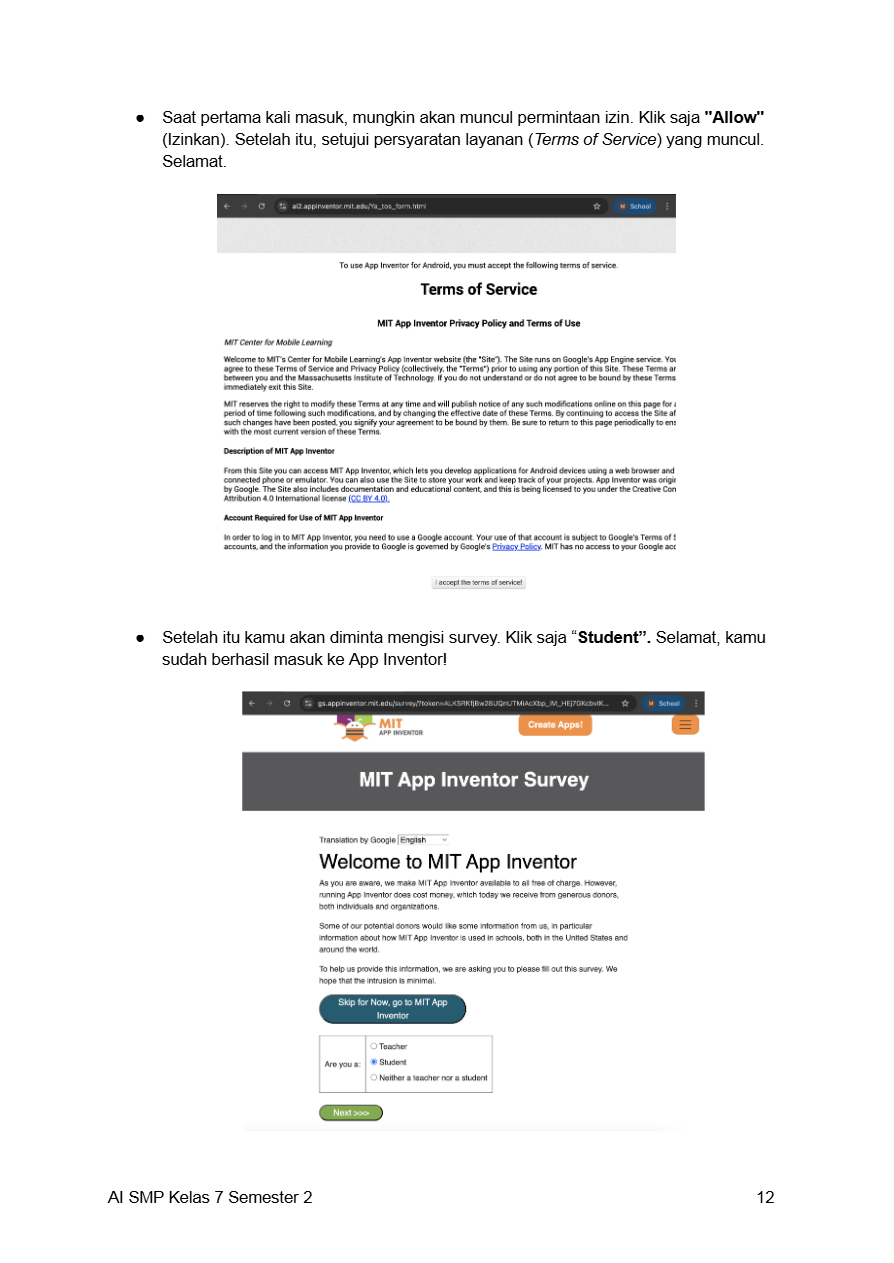 ● Saat pertama kali masuk, mungkin akan muncul permintaan izin. Klik saja "Allow"
(Izinkan). Setelah itu, setujui persyaratan layanan (Terms of Service) yang muncul.
Selamat.
ai2.appinventor.mit.edu/Ya_tos_form.html
M School
To use App Inventor for Android, you must accept the following terms of service.
Terms of Service
MIT App Inventor Privacy Policy and Terms of Use
MIT Center for Mobile Learning
Welcome to MIT's Center for Mobile Learning's App Inventor website (the "Site"). The Site runs on Google's App Engine service. You
agree to these Terms of Service and Privacy Policy (collectively, the "Terms") prior to using any portion of this Site. These Terms ar
between you and the Massachusetts Institute of Technology. If you do not understand or do not agree to be bound by these Terms
immediately exit this Site.
MIT reserves the right to modify these Terms at any time and will publish notice of any such modifications online on this page for a
period of time following such modifications, and by changing the effective date of these Terms. By continuing to access the Site af
such changes have been posted, you signify your agreement to be bound by them. Be sure to return to this page periodically to ens
with the most current version of these Terms.
Description of MIT App Inventor
From this Site you can access MIT App Inventor, which lets you develop applications for Android devices using a web browser and
connected phone or emulator. You can also use the Site to store your work and keep track of your projects. App Inventor was origin
by Google. The Site also includes documentation and educational content, and this is being licensed to you under the Creative Com
Attribution 4.0 International license (CC BY 4.0).
Account Required for Use of MIT App Inventor
In order to log in to MIT App Inventor, you need to use a Google account. Your use of that account is subject to Google's Terms of S
accounts, and the information you provide to Google is governed by Google's Privacy Policy. MIT has no access to your Google acc
I accept the terms of service!
● Setelah itu kamu akan diminta mengisi survey. Klik saja “Student”. Selamat, kamu
sudah berhasil masuk ke App Inventor!
M School
MIT
APP INVENTOR
Create Apps!
MIT App Inventor Survey
Translation by Google English
Welcome to MIT App Inventor
As you are aware, we make MIT App Inventor available to all free of charge. However,
running App Inventor does cost money, which today we receive from generous donors,
both individuals and organizations.
Some of our potential donors would like some information from us, in particular
information about how MIT App Inventor is used in schools, both in the United States and
around the world.
To help us provide this information, we are asking you to please fill out this survey. We
hope that the intrusion is minimal.
Skip for Now, go to MIT App
Inventor
Are you a:
Teacher
Student
Neither a teacher nor a student
Next >>>
AI SMP Kelas 7 Semester 2 12